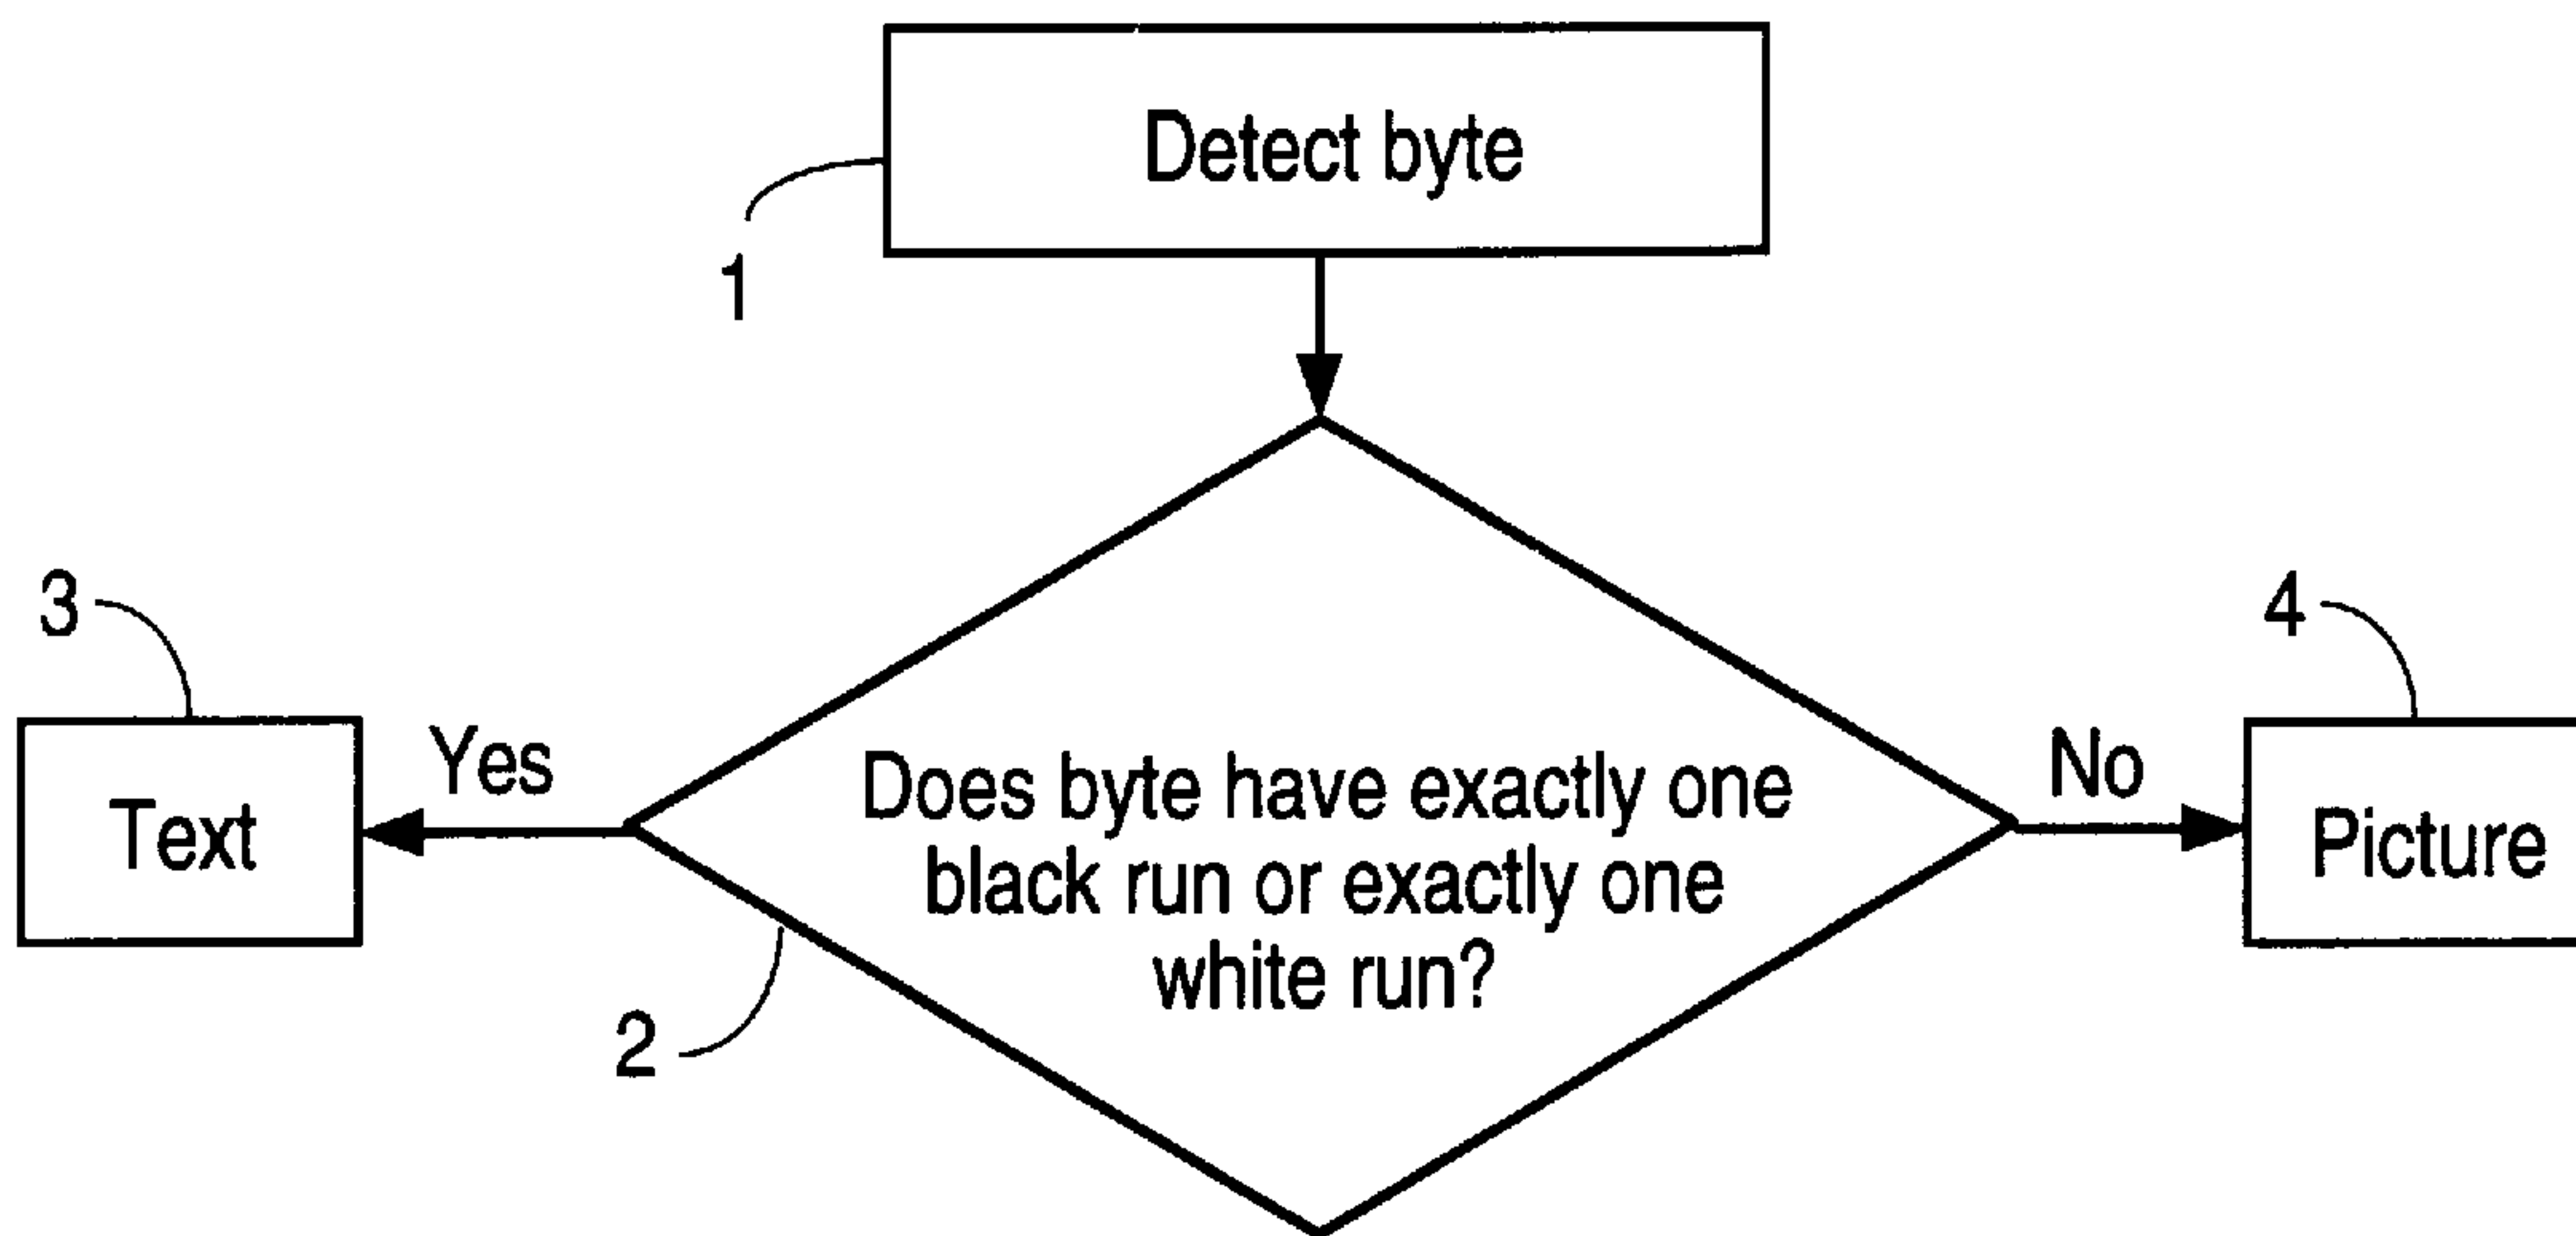 Detect byte
1
3
4
Yes
No
Text
Does byte have exactly one
black run or exactly one
white run?
Picture
2